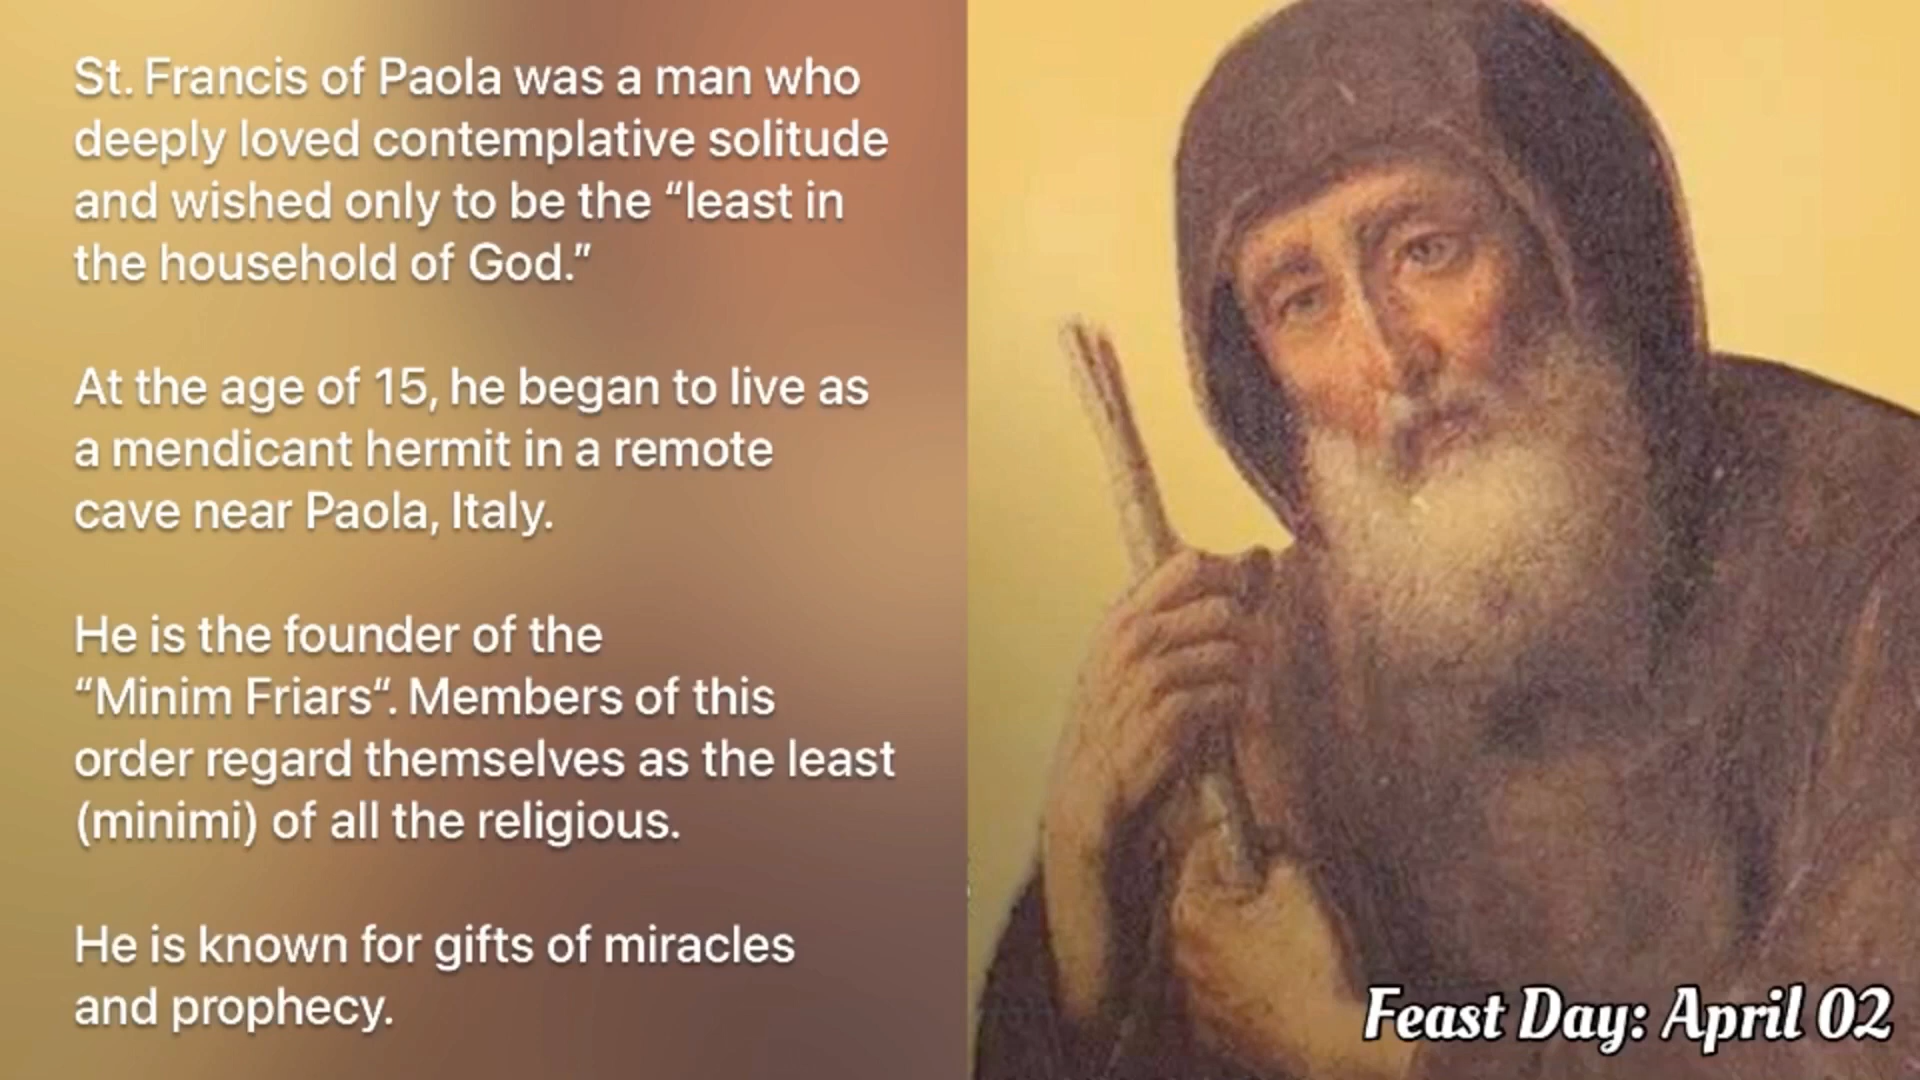 St. Francis of Paola was a man who
deeply loved contemplative solitude
and wished only to be the “least in
the household of God.”
At the age of 15, he began to live as
a mendicant hermit in a remote
cave near Paola, Italy.
He is the founder of the
“Minim Friars“. Members of this
order regard themselves as the least
(minimi) of all the religious.
He is known for gifts of miracles
and prophecy.
Feast Day: April 02